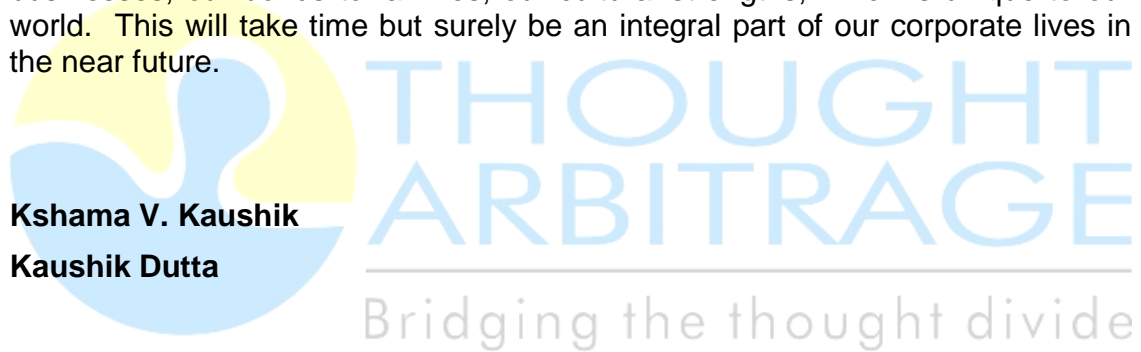 world. This will take time but surely be an integral part of our corporate lives in
the near future.
THOUGHT
ARBITRAGE
Kshama V. Kaushik
Kaushik Dutta
Bridging the thought divide